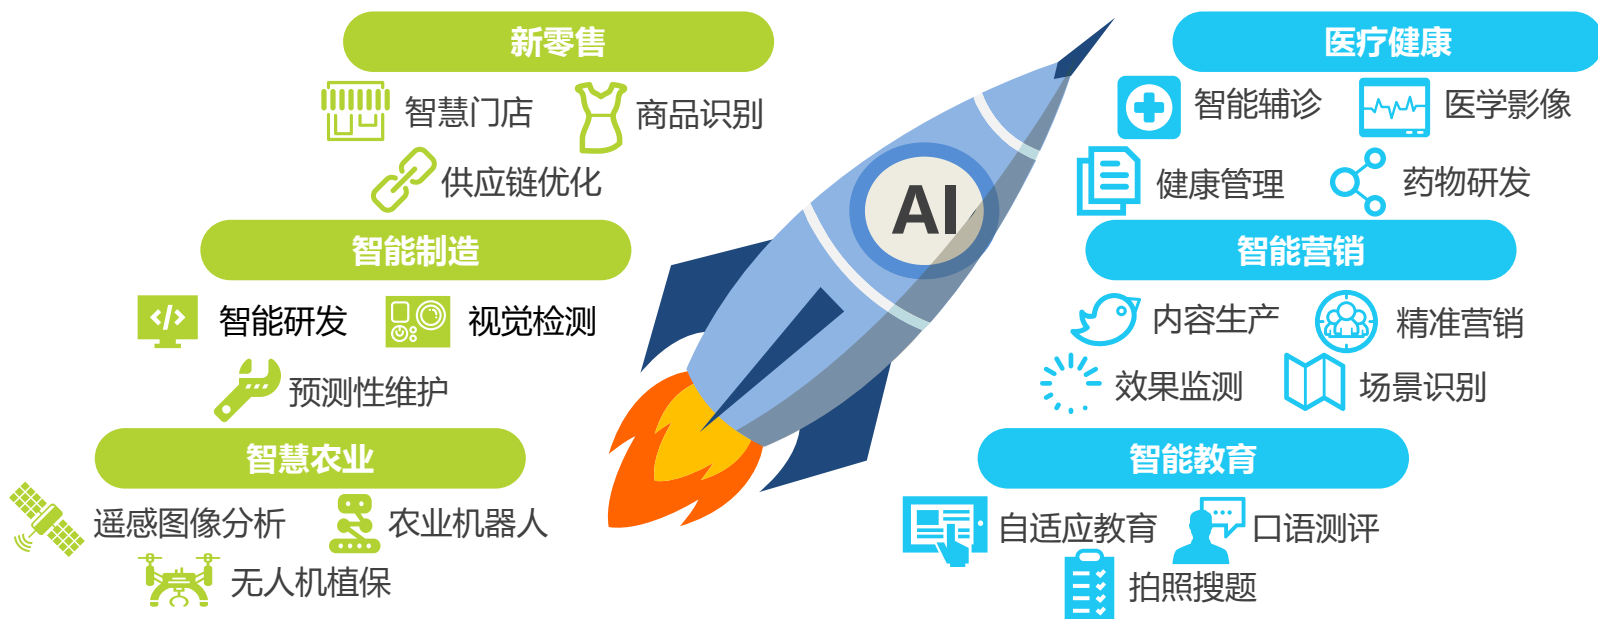 新零售
智慧门店
商品识别
供应链优化
智能制造
智能研发
视觉检测
预测性维护
智慧农业
遥感图像分析
农业机器人
无人机植保
AI
医疗健康
智能辅诊
医学影像
健康管理
药物研发
智能营销
内容生产
精准营销
效果监测
场景识别
智能教育
自适应教育
口语测评
拍照搜题